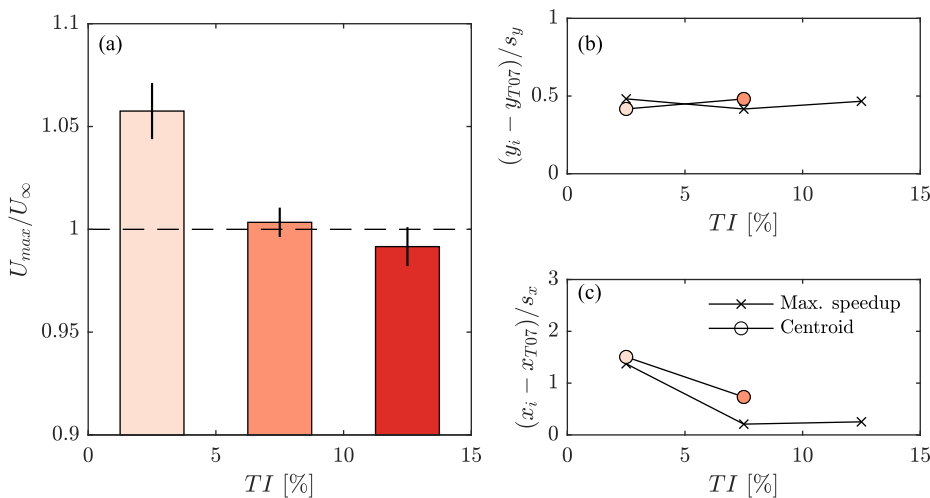 (a)
U_max/U_∞
1.1
1.05
1
0.95
0.9
0 5 10 15
TI [%]
(b)
(y_i − y_T07)/s_y
1
0.5
0
0 5 10 15
TI [%]
(c)
(x_i − x_T07)/s_x
3
2
1
0
Max. speedup
Centroid
0 5 10 15
TI [%]